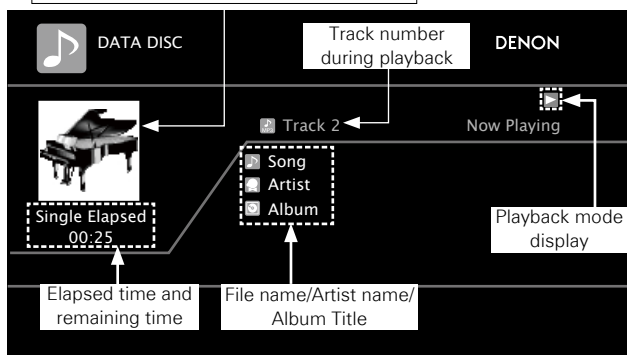 DATA DISC
Track number
during playback
DENON
Track 2
Now Playing
Song
Artist
Album
Single Elapsed
00:25
Playback mode
display
Elapsed time and
remaining time
File name/Artist name/
Album Title